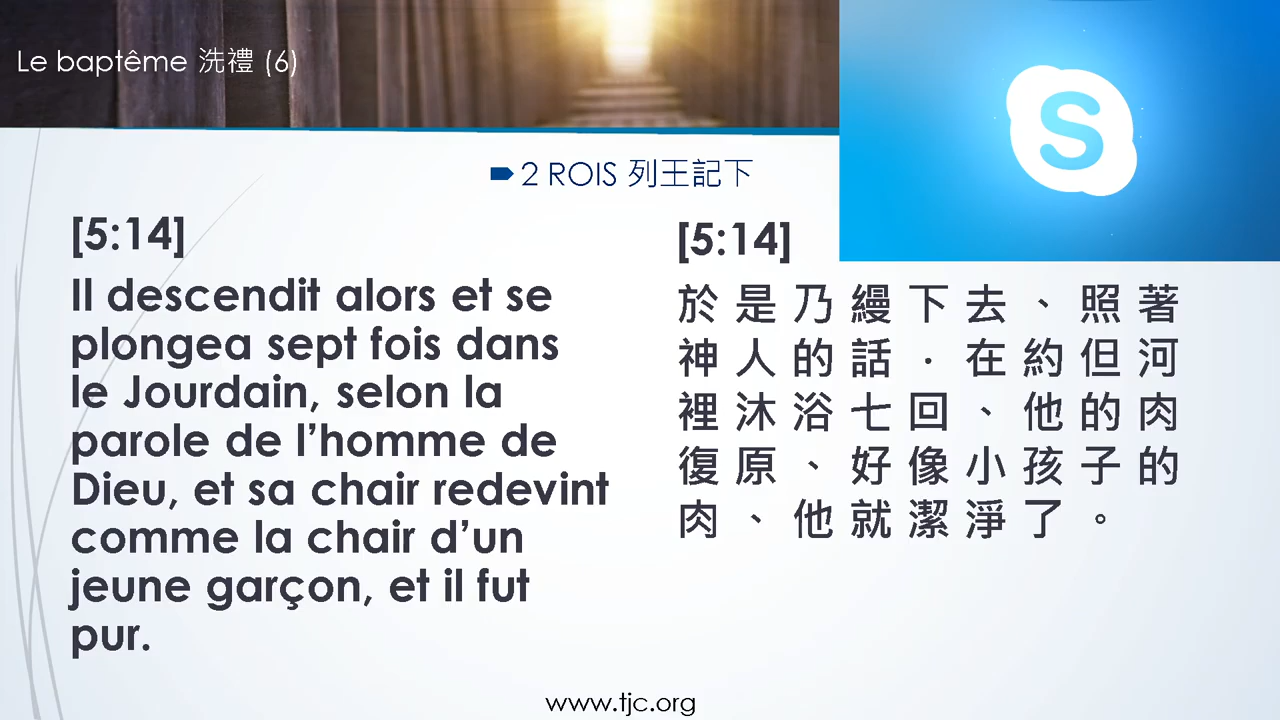 Le baptême 洗禮 (6)
S
2 ROIS 列王記下
[5:14]
Il descendit alors et se
plongea sept fois dans
le Jourdain, selon la
parole de l’homme de
Dieu, et sa chair redevint
comme la chair d’un
jeune garçon, et il fut
pur.
[5:14]
於是乃縵下去、照著
神人的話．在約但河
裡沐浴七回、他的肉
復原、好像小孩子的
肉、他就潔淨了。
www.tjc.org